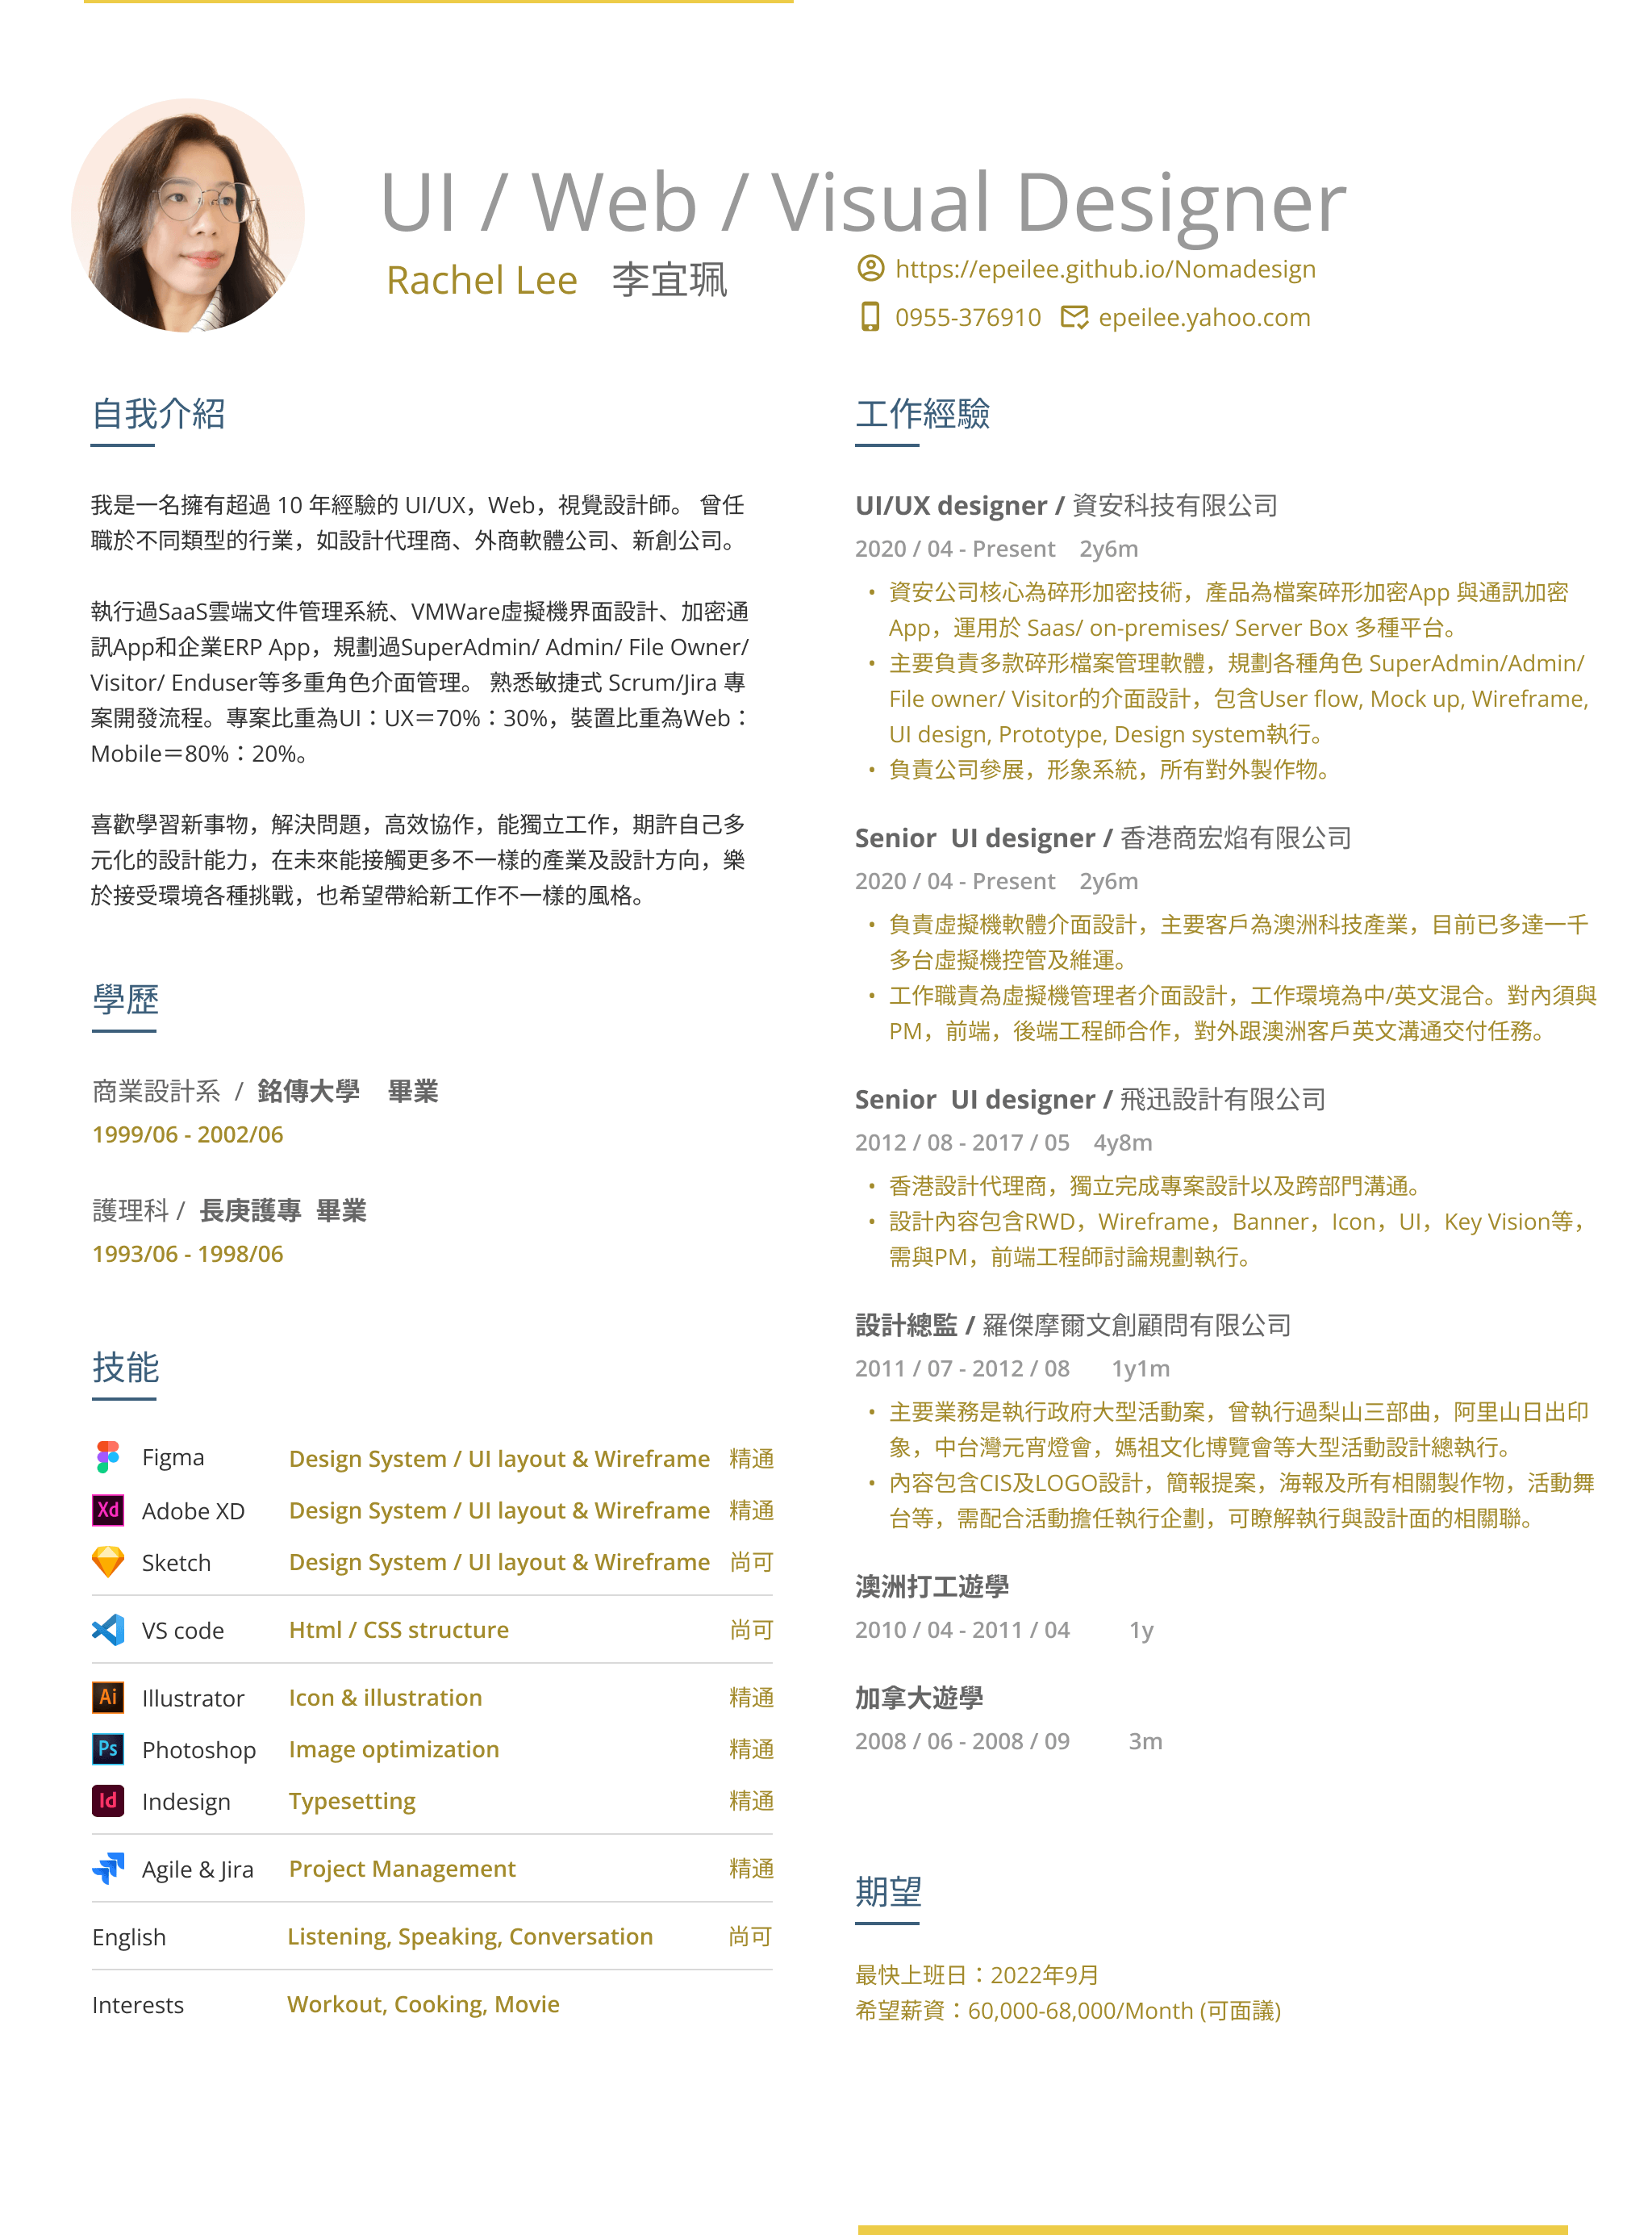 UI / Web / Visual Designer
Rachel Lee 李宜珮
https://epeilee.github.io/Nomadesign
0955-376910 epeilee.yahoo.com
自我介紹
我是一名擁有超過 10 年經驗的 UI/UX，Web，視覺設計師。 曾任
職於不同類型的行業，如設計代理商、外商軟體公司、新創公司。
執行過SaaS雲端文件管理系統、VMWare虛擬機界面設計、加密通
訊App和企業ERP App，規劃過SuperAdmin/ Admin/ File Owner/
Visitor/ Enduser等多重角色介面管理。 熟悉敏捷式 Scrum/Jira 專
案開發流程。專案比重為UI：UX＝70%：30%，裝置比重為Web：
Mobile＝80%：20%。
喜歡學習新事物，解決問題，高效協作，能獨立工作，期許自己多
元化的設計能力，在未來能接觸更多不一樣的產業及設計方向，樂
於接受環境各種挑戰，也希望帶給新工作不一樣的風格。
學歷
商業設計系 / 銘傳大學 畢業
1999/06 - 2002/06
護理科 / 長庚護專 畢業
1993/06 - 1998/06
技能
Figma Design System / UI layout & Wireframe 精通
Xd Adobe XD Design System / UI layout & Wireframe 精通
Sketch Design System / UI layout & Wireframe 尚可
VS code Html / CSS structure 尚可
Ai Illustrator Icon & illustration 精通
Ps Photoshop Image optimization 精通
Id Indesign Typesetting 精通
Agile & Jira Project Management 精通
English Listening, Speaking, Conversation 尚可
Interests Workout, Cooking, Movie
工作經驗
UI/UX designer / 資安科技有限公司
2020 / 04 - Present 2y6m
• 資安公司核心為碎形加密技術，產品為檔案碎形加密App 與通訊加密
App，運用於 Saas/ on-premises/ Server Box 多種平台。
• 主要負責多款碎形檔案管理軟體，規劃各種角色 SuperAdmin/Admin/
File owner/ Visitor的介面設計，包含User flow, Mock up, Wireframe,
UI design, Prototype, Design system執行。
• 負責公司參展，形象系統，所有對外製作物。
Senior UI designer / 香港商宏焰有限公司
2020 / 04 - Present 2y6m
• 負責虛擬機軟體介面設計，主要客戶為澳洲科技產業，目前已多達一千
多台虛擬機控管及維運。
• 工作職責為虛擬機管理者介面設計，工作環境為中/英文混合。對內須與
PM，前端，後端工程師合作，對外跟澳洲客戶英文溝通交付任務。
Senior UI designer / 飛迅設計有限公司
2012 / 08 - 2017 / 05 4y8m
• 香港設計代理商，獨立完成專案設計以及跨部門溝通。
• 設計內容包含RWD，Wireframe，Banner，Icon，UI，Key Vision等，
需與PM，前端工程師討論規劃執行。
設計總監 / 羅傑摩爾文創顧問有限公司
2011 / 07 - 2012 / 08 1y1m
• 主要業務是執行政府大型活動案，曾執行過梨山三部曲，阿里山日出印
象，中台灣元宵燈會，媽祖文化博覽會等大型活動設計總執行。
• 內容包含CIS及LOGO設計，簡報提案，海報及所有相關製作物，活動舞
台等，需配合活動擔任執行企劃，可瞭解執行與設計面的相關聯。
澳洲打工遊學
2010 / 04 - 2011 / 04 1y
加拿大遊學
2008 / 06 - 2008 / 09 3m
期望
最快上班日：2022年9月
希望薪資：60,000-68,000/Month (可面議)